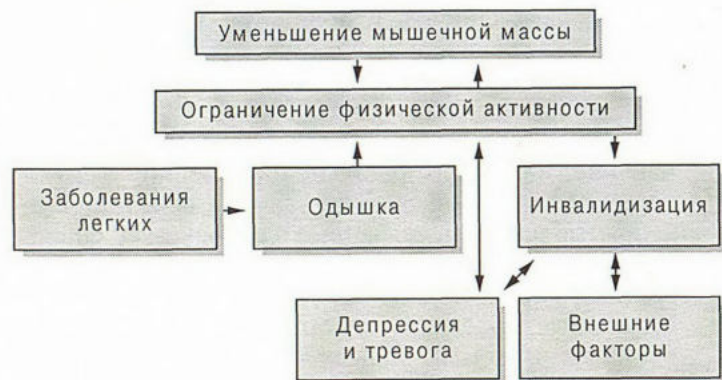 Уменьшение мышечной массы
Ограничение физической активности
Заболевания
легких
Одышка
Инвалидизация
Депрессия
и тревога
Внешние
факторы